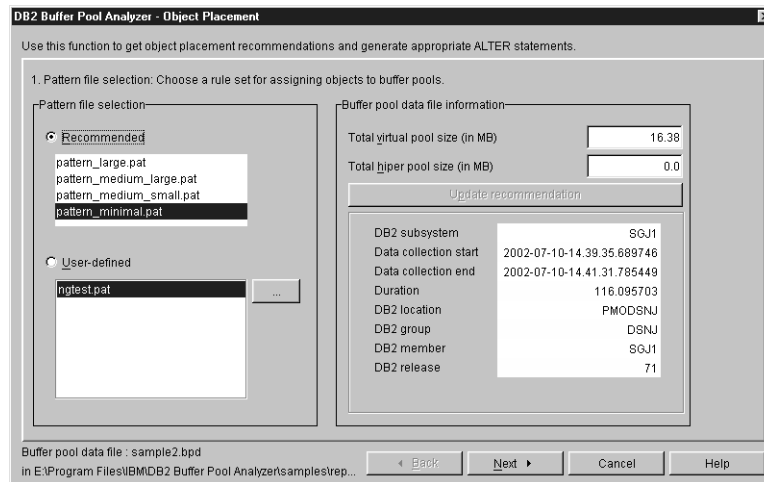 DB2 Buffer Pool Analyzer - Object Placement
Use this function to get object placement recommendations and generate appropriate ALTER statements.
1. Pattern file selection: Choose a rule set for assigning objects to buffer pools.
Pattern file selection
Recommended
pattern_large.pat
pattern_medium_large.pat
pattern_medium_small.pat
pattern_minimal.pat
User-defined
ngtest.pat
...
Buffer pool data file information
Total virtual pool size (in MB) 16.38
Total hiper pool size (in MB) 0.0
Update recommendation
DB2 subsystem SGJ1
Data collection start 2002-07-10-14.39.35.689746
Data collection end 2002-07-10-14.41.31.785449
Duration 116.095703
DB2 location PMODSNJ
DB2 group DSNJ
DB2 member SGJ1
DB2 release 71
Buffer pool data file : sample2.bpd
in E:\Program Files\IBM\DB2 Buffer Pool Analyzer\samples\rep...
Back Next Cancel Help